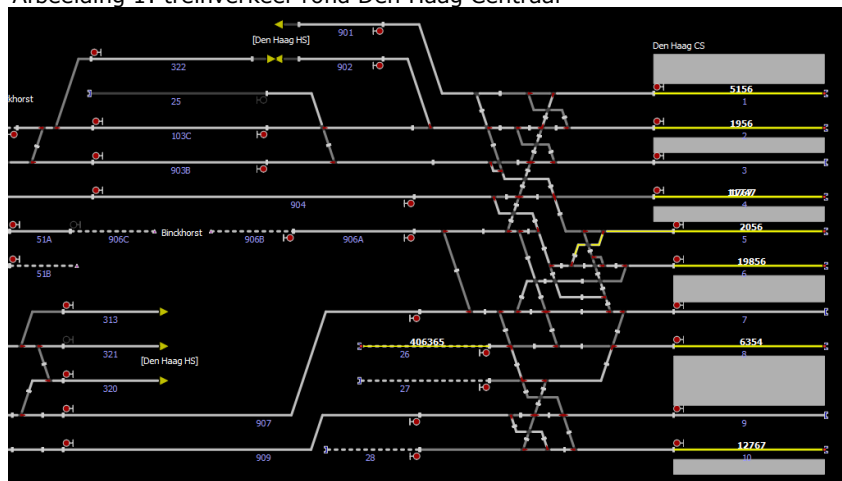 Afbeelding 1: treinverkeer rond Den Haag Centraal
901
[Den Haag HS]
Den Haag CS
322
902
5156
1
khorst
25
1956
2
103C
903B
3
904
4
2056
5
51A
906C
Binckhorst
906B
906A
19856
6
51B
313
7
406365
6354
321
26
8
[Den Haag HS]
320
27
907
9
12767
909
28
10